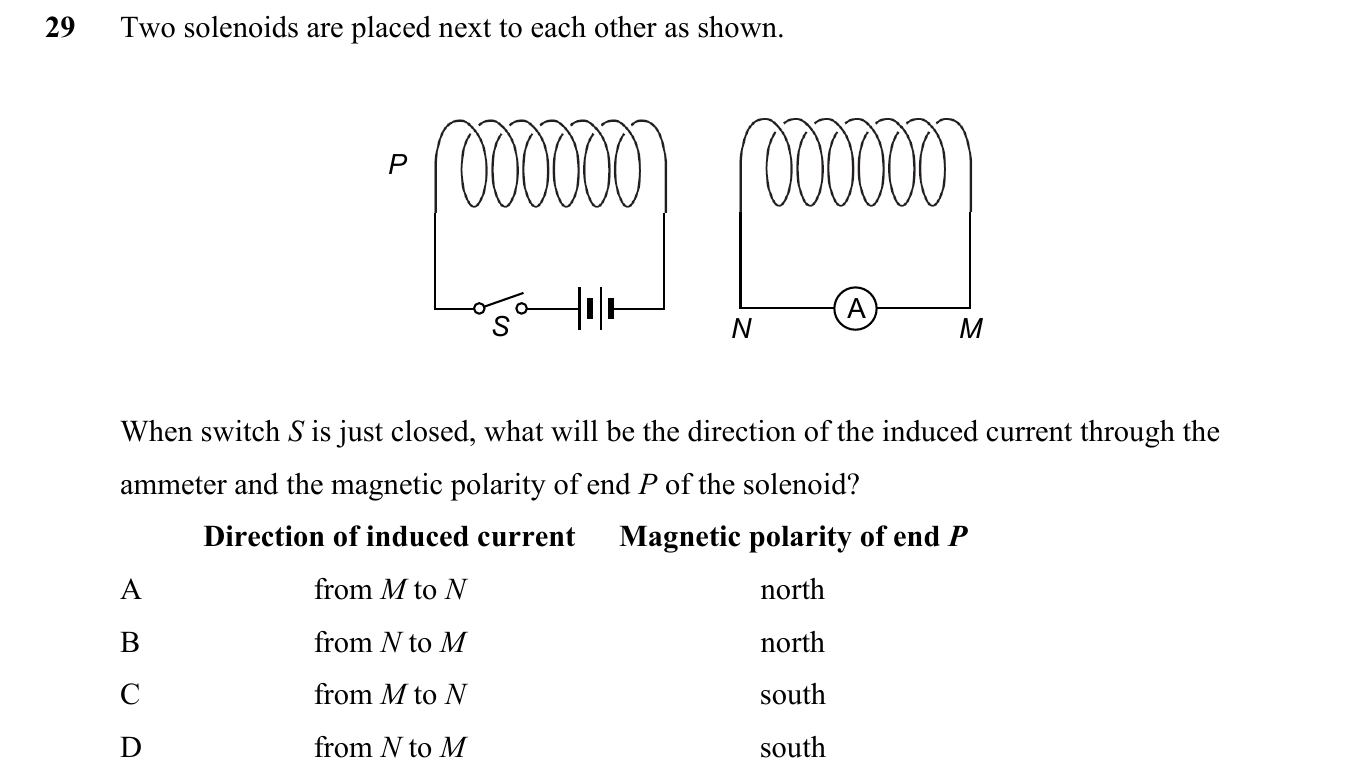 29 Two solenoids are placed next to each other as shown.
P
S
A
N
M
When switch S is just closed, what will be the direction of the induced current through the
ammeter and the magnetic polarity of end P of the solenoid?
Direction of induced current Magnetic polarity of end P
A from M to N north
B from N to M north
C from M to N south
D from N to M south